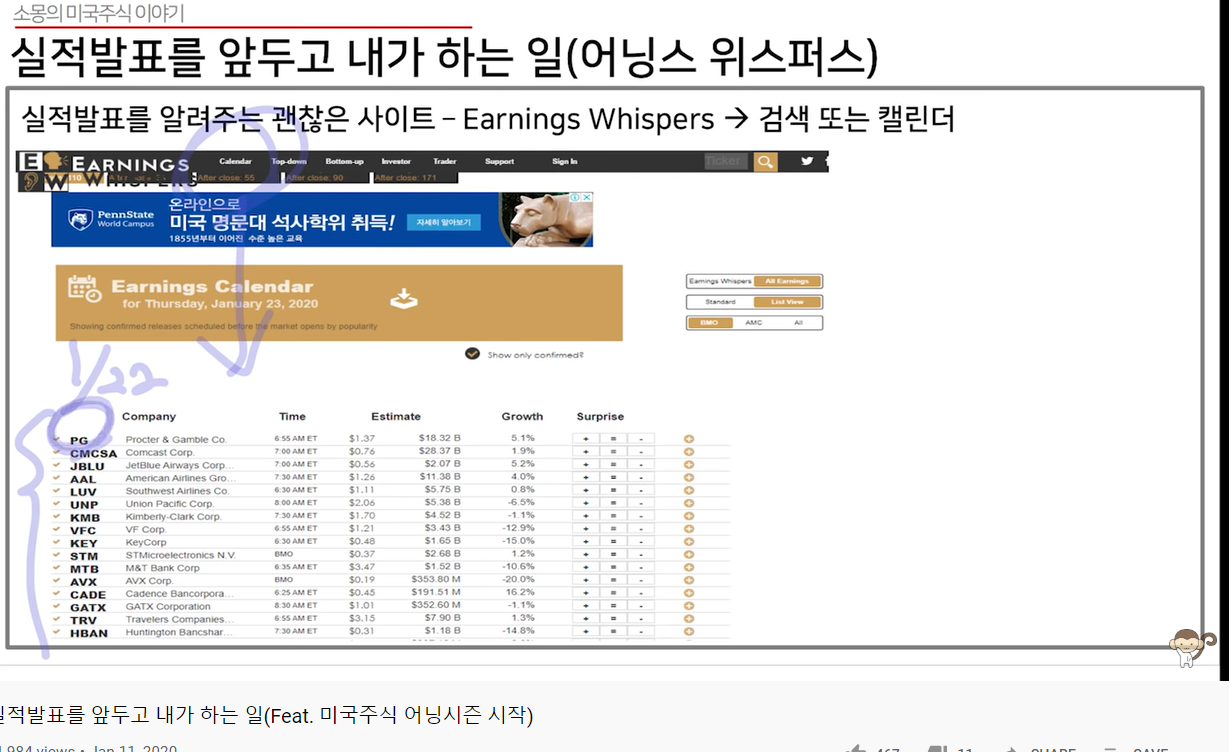 소몽의 미국주식 이야기
실적발표를 앞두고 내가 하는 일(어닝스 위스퍼스)
실적발표를 알려주는 괜찮은 사이트 – Earnings Whispers → 검색 또는 캘린더
EARNINGS Calendar Top-down Bottom-up Investor Trader Support Sign In Ticker
WHISPERS After close: 55 After close: 90 After close: 171
PennState World Campus
온라인으로
미국 명문대 석사학위 취득! 자세히 알아보기
1855년부터 이어진 수준 높은 교육
Earnings Calendar
for Thursday, January 23, 2020
Showing confirmed releases scheduled before the market opens by popularity
Earnings Whispers All Earnings
Standard List View
BMO AMC All
Show only confirmed?
1/22
Company Time Estimate Growth Surprise
PG Procter & Gamble Co. 6:55 AM ET $1.37 $18.32 B 5.1% + = -
CMCSA Comcast Corp. 7:00 AM ET $0.76 $28.37 B 1.9% + = -
JBLU JetBlue Airways Corp... 7:00 AM ET $0.56 $2.07 B 5.2% + = -
AAL American Airlines Gro... 7:30 AM ET $1.26 $11.38 B 4.0% + = -
LUV Southwest Airlines Co. 6:30 AM ET $1.11 $5.75 B 0.8% + = -
UNP Union Pacific Corp. 8:00 AM ET $2.06 $5.38 B -6.5% + = -
KMB Kimberly-Clark Corp. 7:30 AM ET $1.70 $4.52 B -1.1% + = -
VFC VF Corp. 6:55 AM ET $1.21 $3.43 B -12.9% + = -
KEY KeyCorp 6:30 AM ET $0.48 $1.65 B -15.0% + = -
STM STMicroelectronics N.V. BMO $0.37 $2.68 B 1.2% + = -
MTB M&T Bank Corp 6:35 AM ET $3.47 $1.52 B -10.6% + = -
AVX AVX Corp. BMO $0.19 $353.80 M -20.0% + = -
CADE Cadence Bancorpora... 6:25 AM ET $0.45 $191.51 M 16.2% + = -
GATX GATX Corporation 8:30 AM ET $1.01 $352.60 M -1.1% + = -
TRV Travelers Companies... 6:55 AM ET $3.15 $7.90 B 1.3% + = -
HBAN Huntington Bancshar... 7:30 AM ET $0.31 $1.18 B -14.8% + = -
실적발표를 앞두고 내가 하는 일(Feat. 미국주식 어닝시즌 시작)
984 views • Jan 11, 2020 467 11 SHARE SAVE